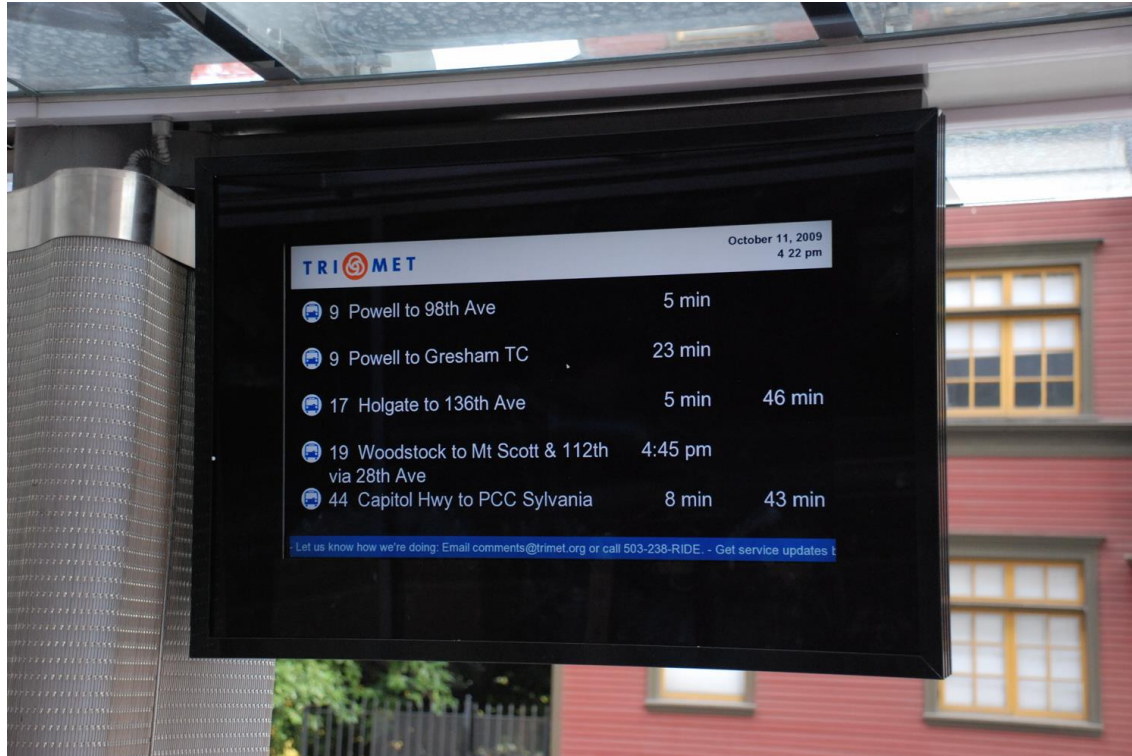 TRI MET
October 11, 2009
4 22 pm
9 Powell to 98th Ave 5 min
9 Powell to Gresham TC 23 min
17 Holgate to 136th Ave 5 min 46 min
19 Woodstock to Mt Scott & 112th 4:45 pm
via 28th Ave
44 Capitol Hwy to PCC Sylvania 8 min 43 min
- Let us know how we're doing: Email comments@trimet.org or call 503-238-RIDE. - Get service updates